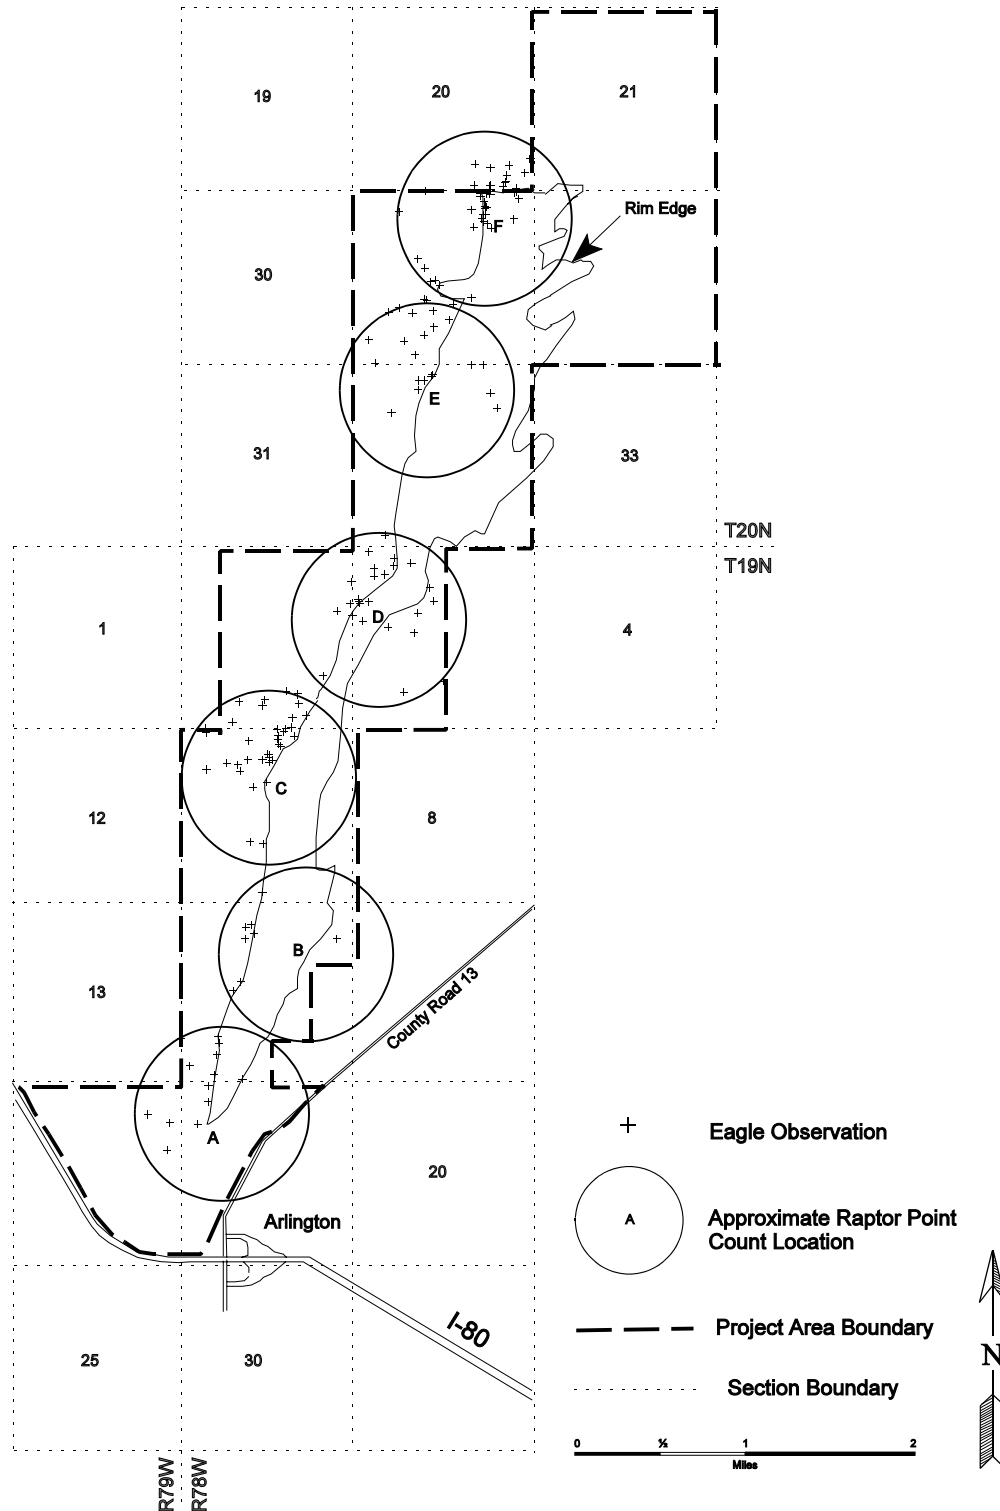 19
20
21
F
Rim Edge
30
E
31
33
T20N
T19N
1
D
4
C
12
8
B
13
County Road 13
A
20
Arlington
25
30
I-80
Eagle Observation
A
Approximate Raptor Point
Count Location
Project Area Boundary
Section Boundary
N
0 ½ 1 2
Miles
R79W
R78W